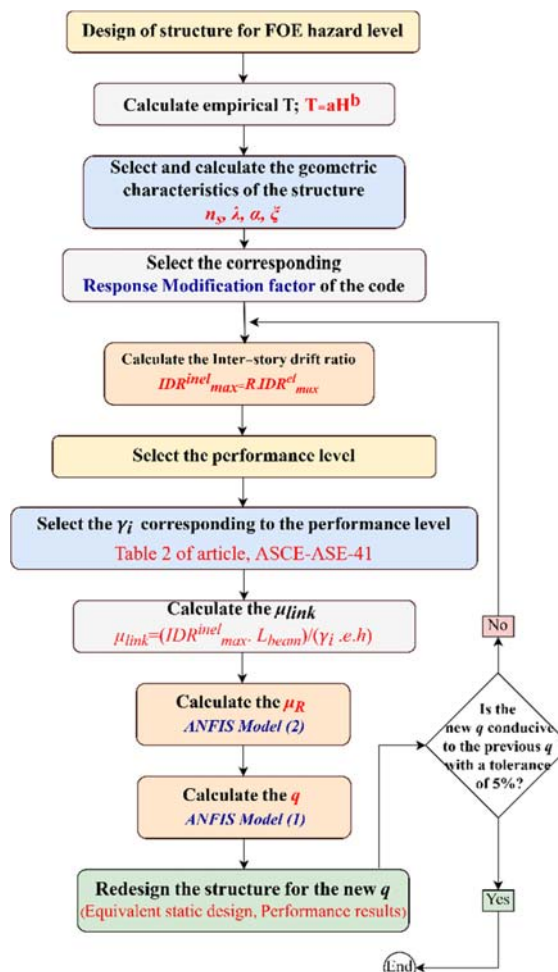 Design of structure for FOE hazard level
Calculate empirical T; T=aH^b
Select and calculate the geometric
characteristics of the structure
n_s, λ, α, ξ
Select the corresponding
Response Modification factor of the code
Calculate the Inter-story drift ratio
IDR^inel_max=R.IDR^el_max
Select the performance level
Select the γ_i corresponding to the performance level
Table 2 of article, ASCE-ASE-41
Calculate the μ_link
μ_link=(IDR^inel_max. L_beam)/(γ_i .e.h)
Calculate the μ_R
ANFIS Model (2)
Calculate the q
ANFIS Model (1)
Redesign the structure for the new q
(Equivalent static design, Performance results)
No
Is the
new q conducive
to the previous q
with a tolerance
of 5%?
Yes
End